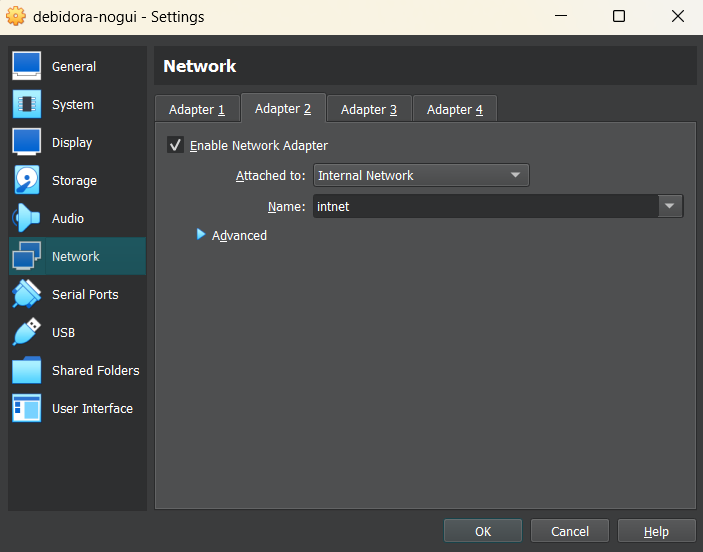 debidora-nogui - Settings
General
System
Display
Storage
Audio
Network
Serial Ports
USB
Shared Folders
User Interface
Network
Adapter 1 Adapter 2 Adapter 3 Adapter 4
Enable Network Adapter
Attached to: Internal Network
Name: intnet
Advanced
OK Cancel Help